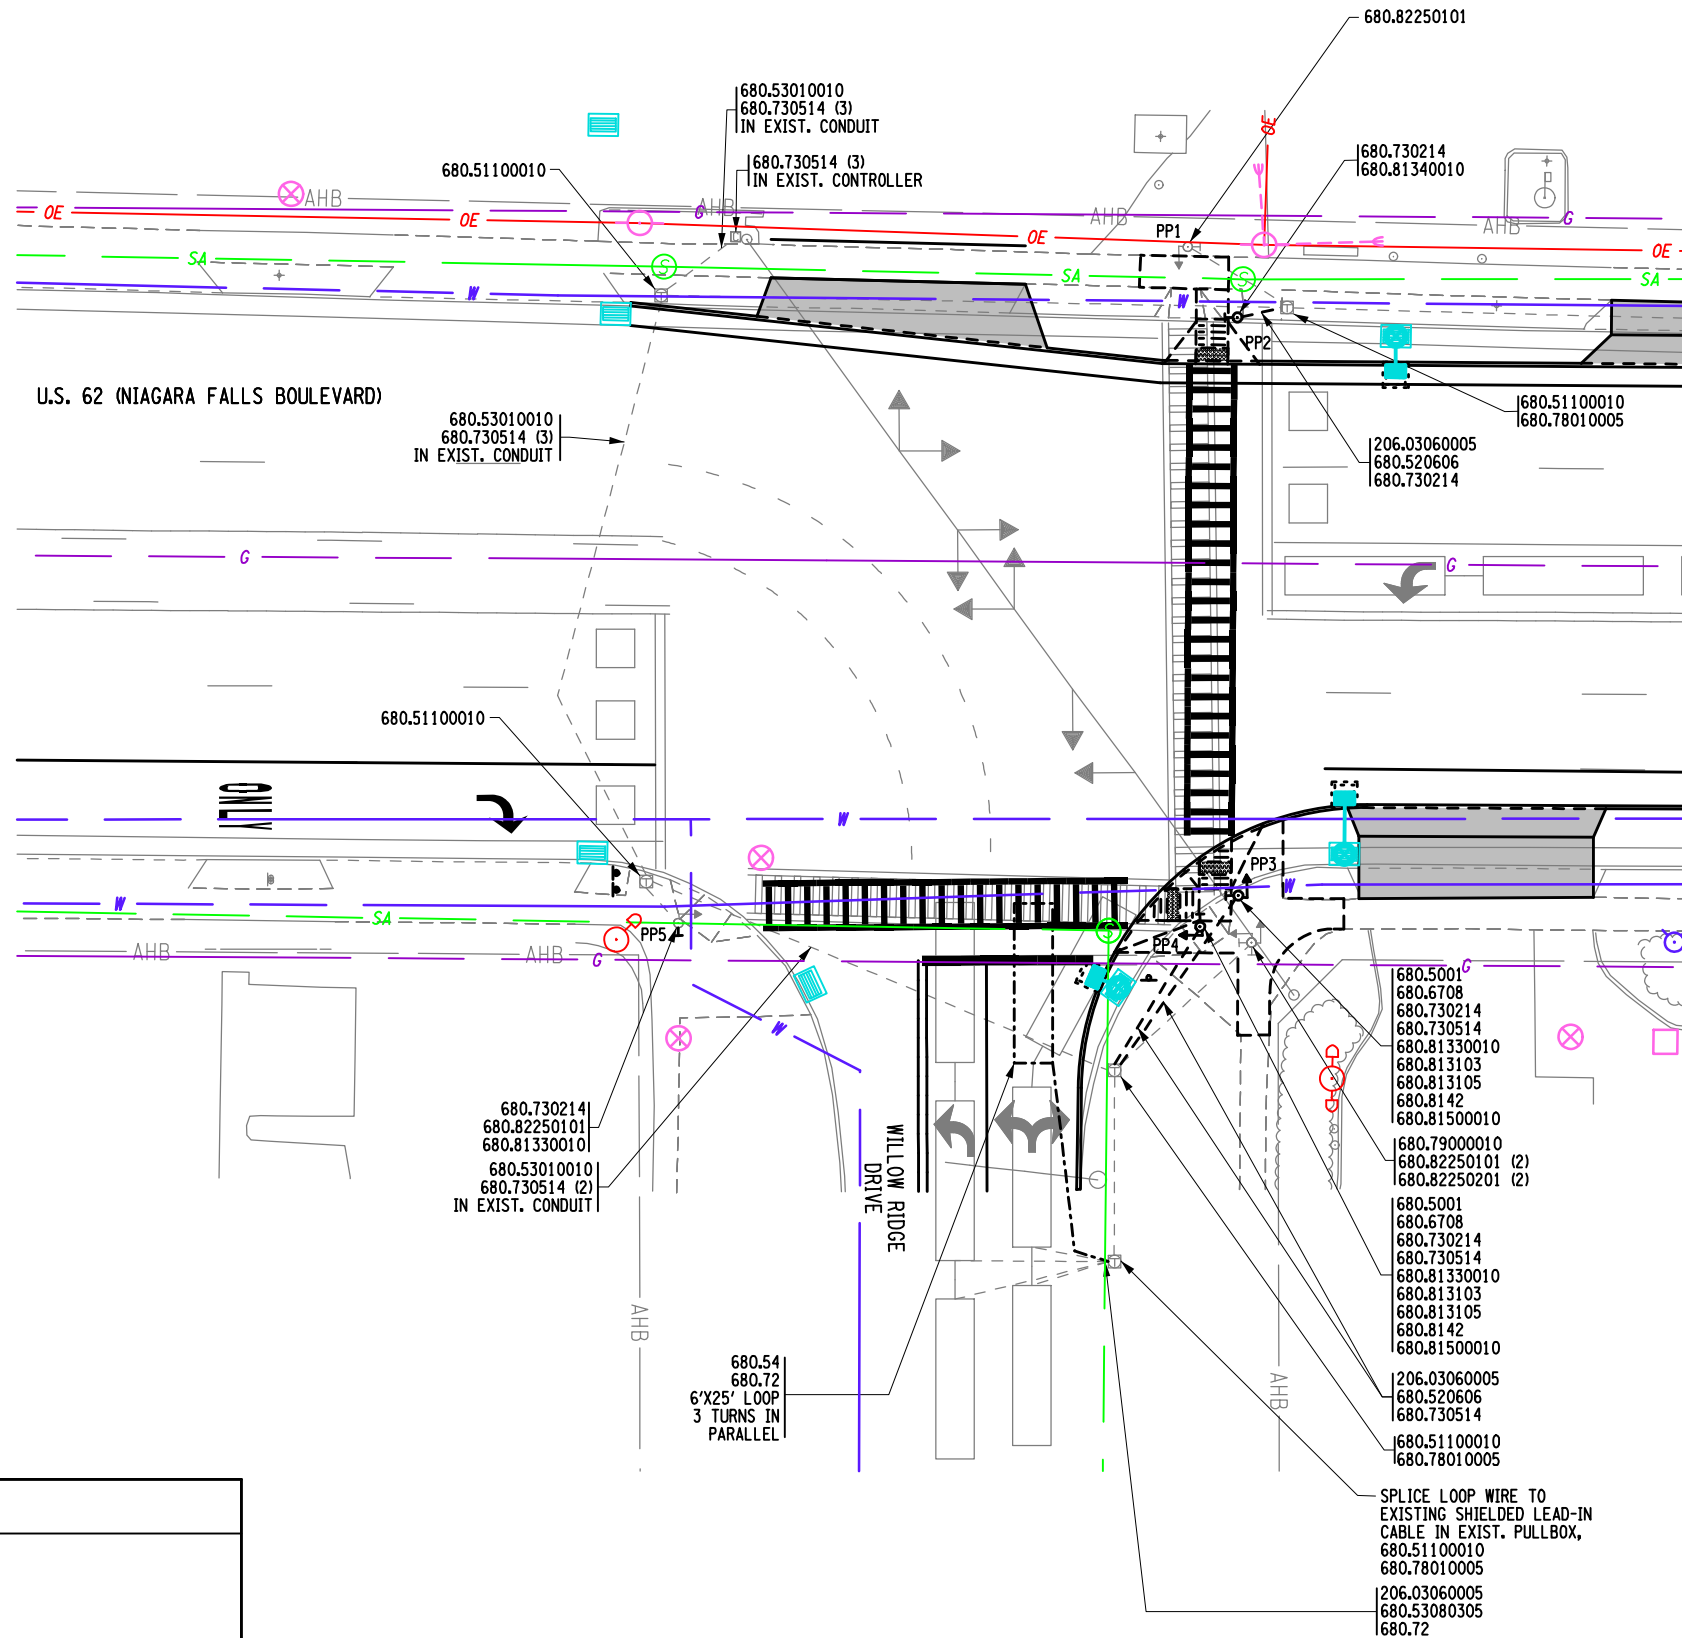 680.82250101
680.53010010
680.730514 (3)
IN EXIST. CONDUIT
680.730514 (3)
IN EXIST. CONTROLLER
680.51100010
680.730214
680.81340010
OE
AHB
OE
OE
G
AHB
AHB
PP1
OE
AHB
G
OE
SA
S
SA
S
SA
W
W
PP2
U.S. 62 (NIAGARA FALLS BOULEVARD)
680.51100010
680.78010005
680.53010010
680.730514 (3)
IN EXIST. CONDUIT
206.03060005
680.520606
680.730214
G
G
680.51100010
ONLY
W
PP3
W
W
SA
PP5
S
PP4
AHB
AHB
G
G
W
680.5001
680.6708
680.730214
680.730514
680.81330010
680.813103
680.813105
680.8142
680.81500010
680.730214
680.82250101
680.81330010
680.53010010
680.730514 (2)
IN EXIST. CONDUIT
WILLOW RIDGE
DRIVE
680.79000010
680.82250101 (2)
680.82250201 (2)
680.5001
680.6708
680.730214
680.730514
680.81330010
680.813103
680.813105
680.8142
680.81500010
AHB
AHB
680.54
680.72
6'X25' LOOP
3 TURNS IN
PARALLEL
206.03060005
680.520606
680.730514
680.51100010
680.78010005
SPLICE LOOP WIRE TO
EXISTING SHIELDED LEAD-IN
CABLE IN EXIST. PULLBOX,
680.51100010
680.78010005
206.03060005
680.53080305
680.72